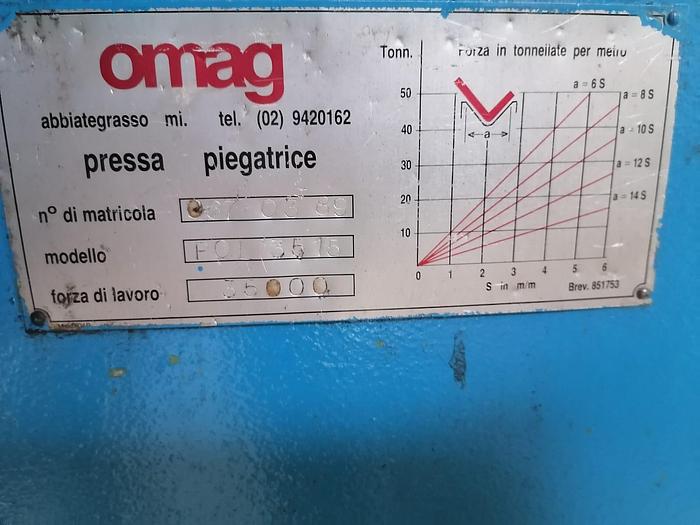 omag
abbiategrasso mi. tel. (02) 9420162
pressa piegatrice
n° di matricola
modello
forza di lavoro 35000
Tonn. Forza in tonnellate per metro
50
40
30
20
10
0 1 2 3 4 5 6
S in m/m Brev. 851753
a = 6 S
a = 8 S
a = 10 S
a = 12 S
a = 14 S
a